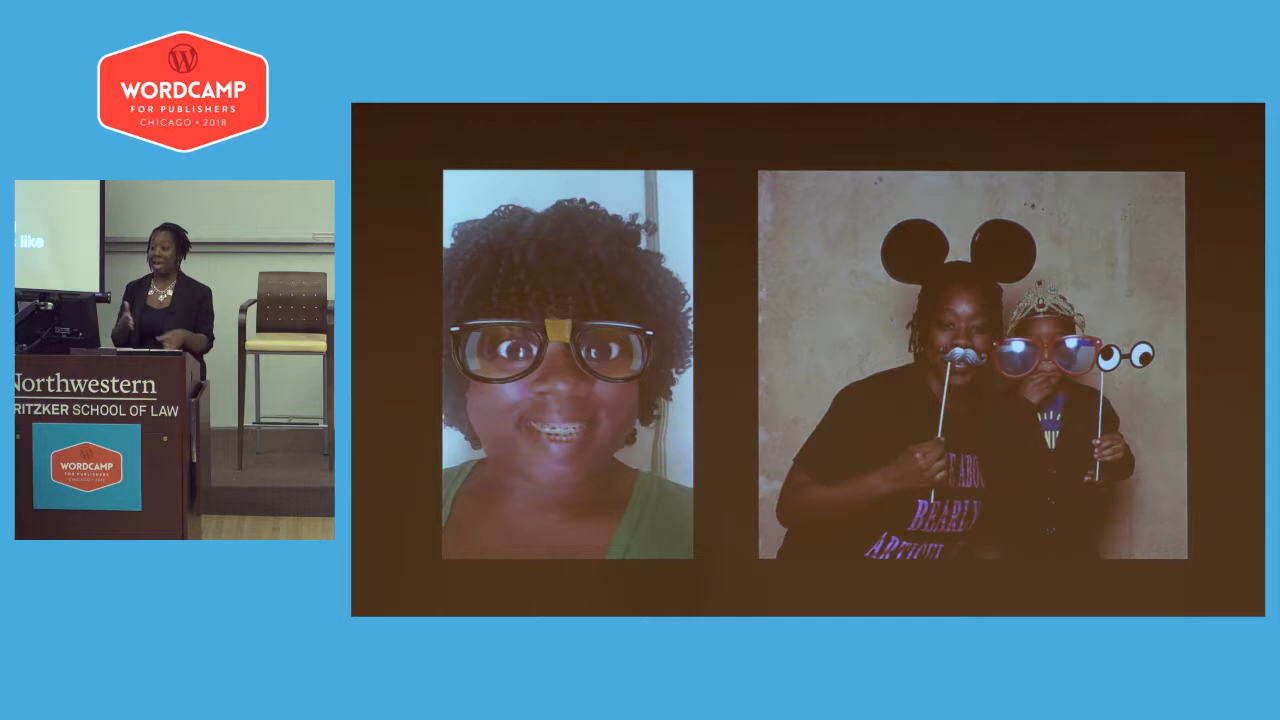 WORDCAMP
FOR PUBLISHERS
CHICAGO • 2018
like
Northwestern
RITZKER SCHOOL OF LAW
WORDCAMP
FOR PUBLISHERS
CHICAGO • 2018
BEARLY